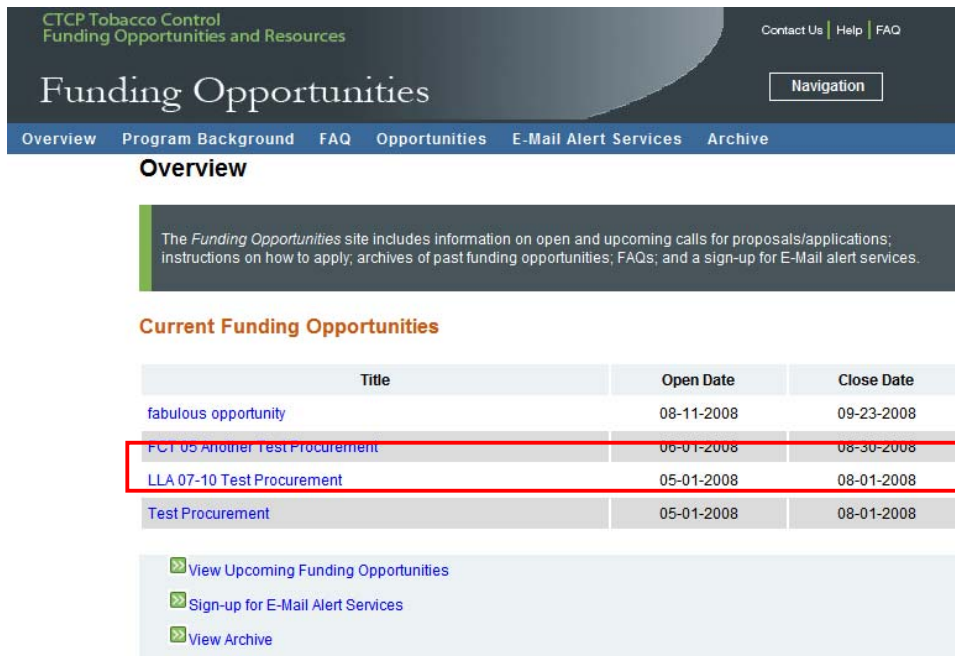 CTCP Tobacco Control
Funding Opportunities and Resources
Contact Us | Help | FAQ
Funding Opportunities
Navigation
Overview Program Background FAQ Opportunities E-Mail Alert Services Archive
Overview
The Funding Opportunities site includes information on open and upcoming calls for proposals/applications;
instructions on how to apply; archives of past funding opportunities; FAQs; and a sign-up for E-Mail alert services.
Current Funding Opportunities
Title Open Date Close Date
fabulous opportunity 08-11-2008 09-23-2008
FCT 05 Another Test Procurement 06-01-2008 08-30-2008
LLA 07-10 Test Procurement 05-01-2008 08-01-2008
Test Procurement 05-01-2008 08-01-2008
View Upcoming Funding Opportunities
Sign-up for E-Mail Alert Services
View Archive